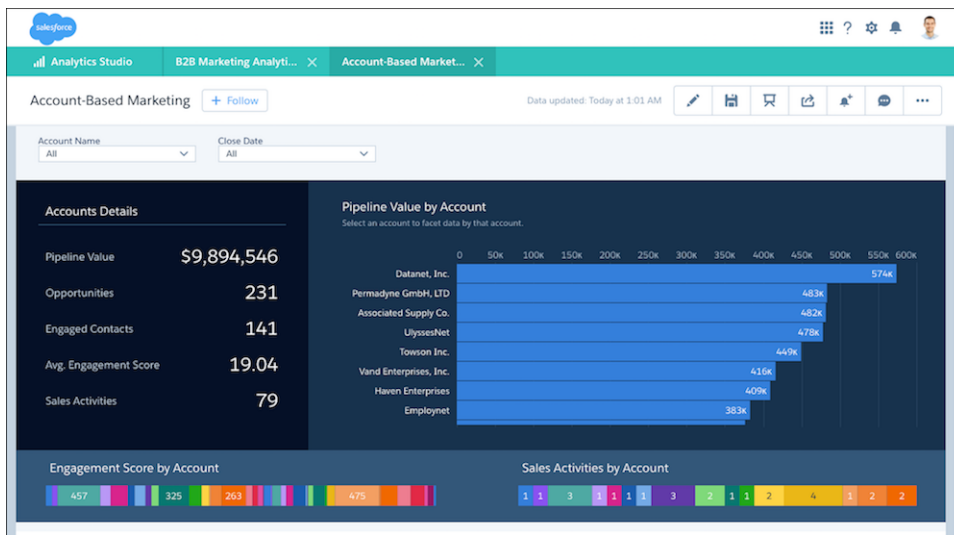 salesforce
Analytics Studio
B2B Marketing Analyti...
Account-Based Market...
Account-Based Marketing
+ Follow
Data updated: Today at 1:01 AM
Account Name
All
Close Date
All
Accounts Details
Pipeline Value $9,894,546
Opportunities 231
Engaged Contacts 141
Avg. Engagement Score 19.04
Sales Activities 79
Pipeline Value by Account
Select an account to facet data by that account.
0 50K 100K 150K 200K 250K 300K 350K 400K 450K 500K 550K 600K
Datanet, Inc. 574K
Permadyne GmbH, LTD 483K
Associated Supply Co. 482K
UlyssesNet 478K
Towson Inc. 449K
Vand Enterprises, Inc. 416K
Haven Enterprises 409K
Employnet 383K
Engagement Score by Account
457 325 263 475
Sales Activities by Account
1 1 3 1 1 1 1 3 2 1 1 2 4 1 2 2